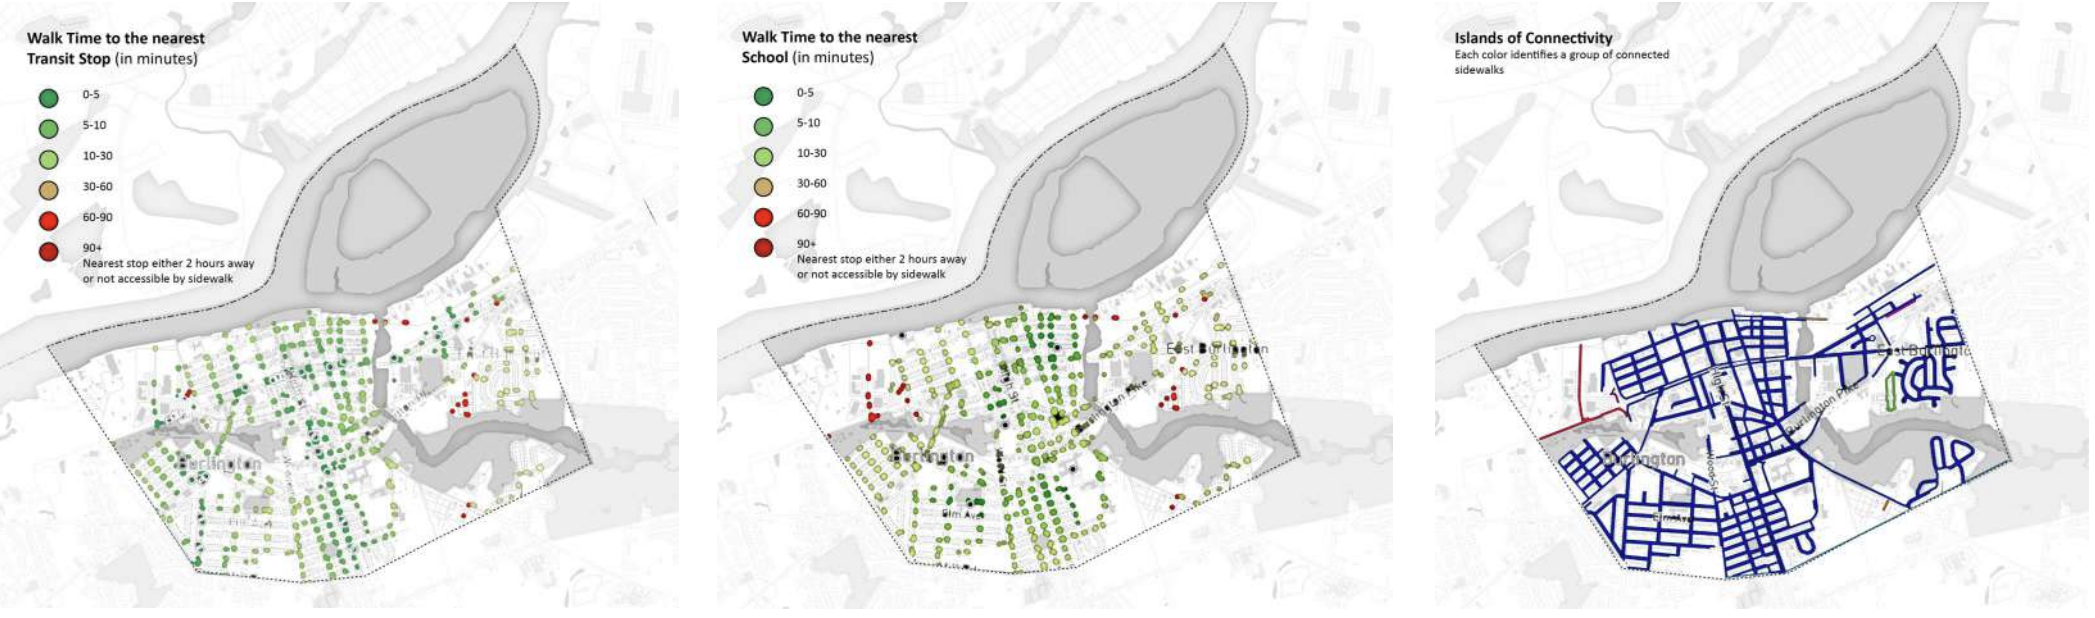 Walk Time to the nearest
Transit Stop (in minutes)
0-5
5-10
10-30
30-60
60-90
90+
Nearest stop either 2 hours away
or not accessible by sidewalk
Burlington
Walk Time to the nearest
School (in minutes)
0-5
5-10
10-30
30-60
60-90
90+
Nearest stop either 2 hours away
or not accessible by sidewalk
East Burlington
High St
Burlington Pike
Burlington
Elm Ave
Islands of Connectivity
Each color identifies a group of connected
sidewalks
East Burlington
High St
Burlington Pike
Burlington
Wood St
Elm Ave